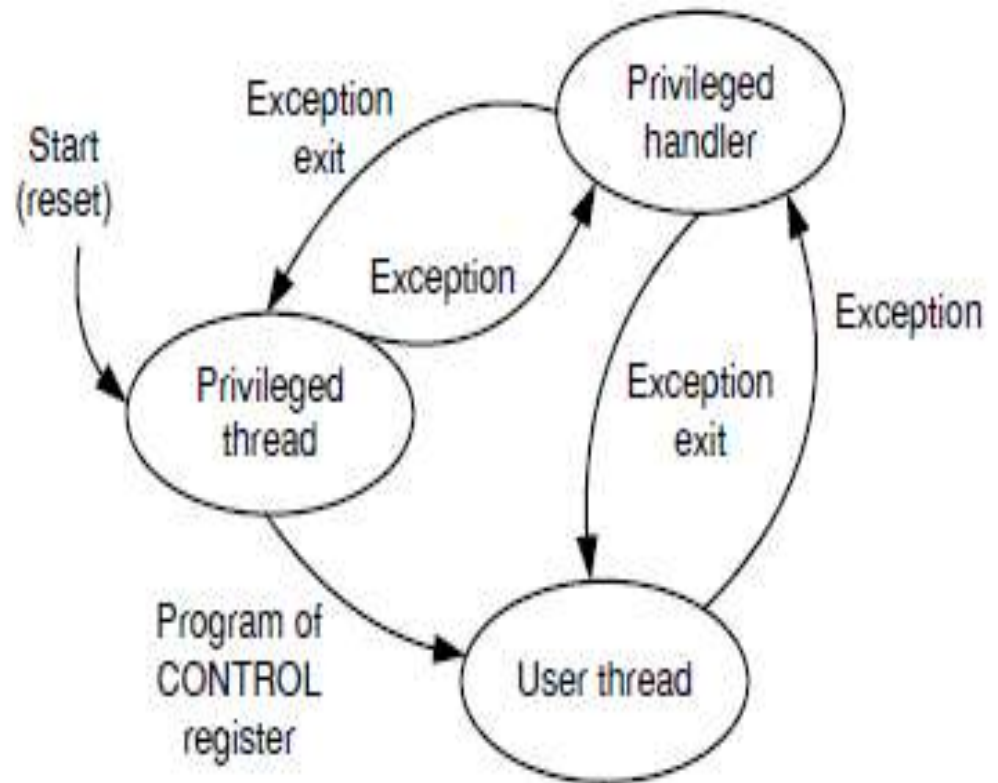 Privileged
handler
Exception
exit
Start
(reset)
Exception
Exception
Privileged
thread
Exception
exit
Program of
CONTROL
register
User thread